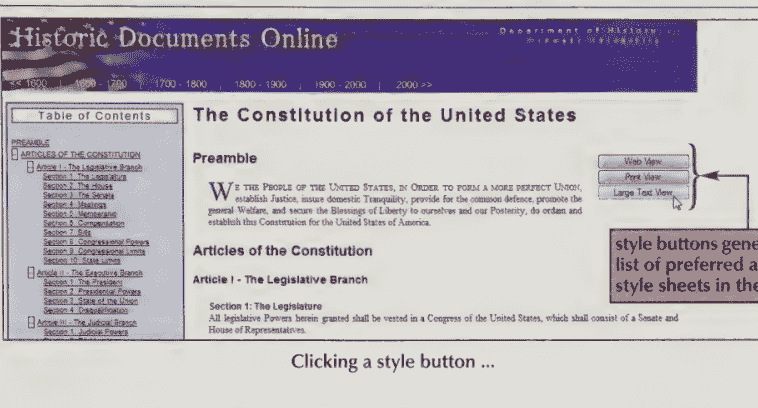 Historic Documents Online
Department of History
<< 1600 | 1600 - 1700 | 1700 - 1800 | 1800 - 1900 | 1900 - 2000 | 2000 >>
Table of Contents
PREAMBLE
ARTICLES OF THE CONSTITUTION
Article I - The Legislative Branch
Section 1. The Legislature
Section 2. The House
Section 3. The Senate
Section 4. Meetings
Section 5. Membership
Section 6. Compensation
Section 7. Bills
Section 8. Congressional Powers
Section 9. Congressional Limits
Section 10. State Limits
Article II - The Executive Branch
Section 1. The President
Section 2. Presidential Powers
Section 3. State of the Union
Section 4. Disqualification
Article III - The Judicial Branch
Section 1. Judicial Powers
The Constitution of the United States
Preamble
WE THE PEOPLE OF THE UNITED STATES, IN ORDER TO FORM A MORE PERFECT UNION,
establish Justice, insure domestic Tranquility, provide for the common defence, promote the
general Welfare, and secure the Blessings of Liberty to ourselves and our Posterity, do ordain and
establish this Constitution for the United States of America.
Articles of the Constitution
Article I - The Legislative Branch
Section 1: The Legislature
All legislative Powers herein granted shall be vested in a Congress of the United States, which shall consist of a Senate and
House of Representatives.
Web View
Print View
Large Text View
style buttons gene
list of preferred a
style sheets in the
Clicking a style button ...